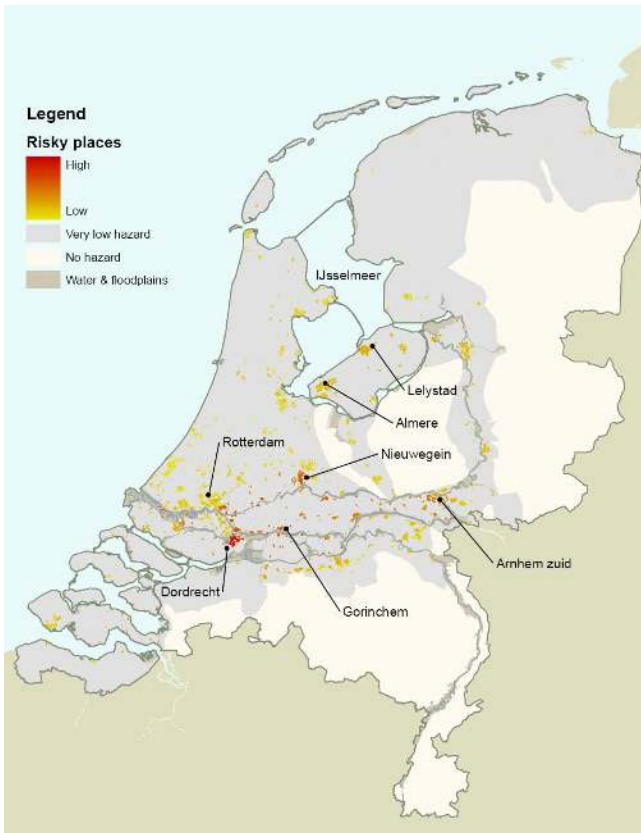 Legend
Risky places
High
Low
Very low hazard
No hazard
Water & floodplains
IJsselmeer
Lelystad
Almere
Rotterdam
Nieuwegein
Arnhem zuid
Dordrecht
Gorinchem